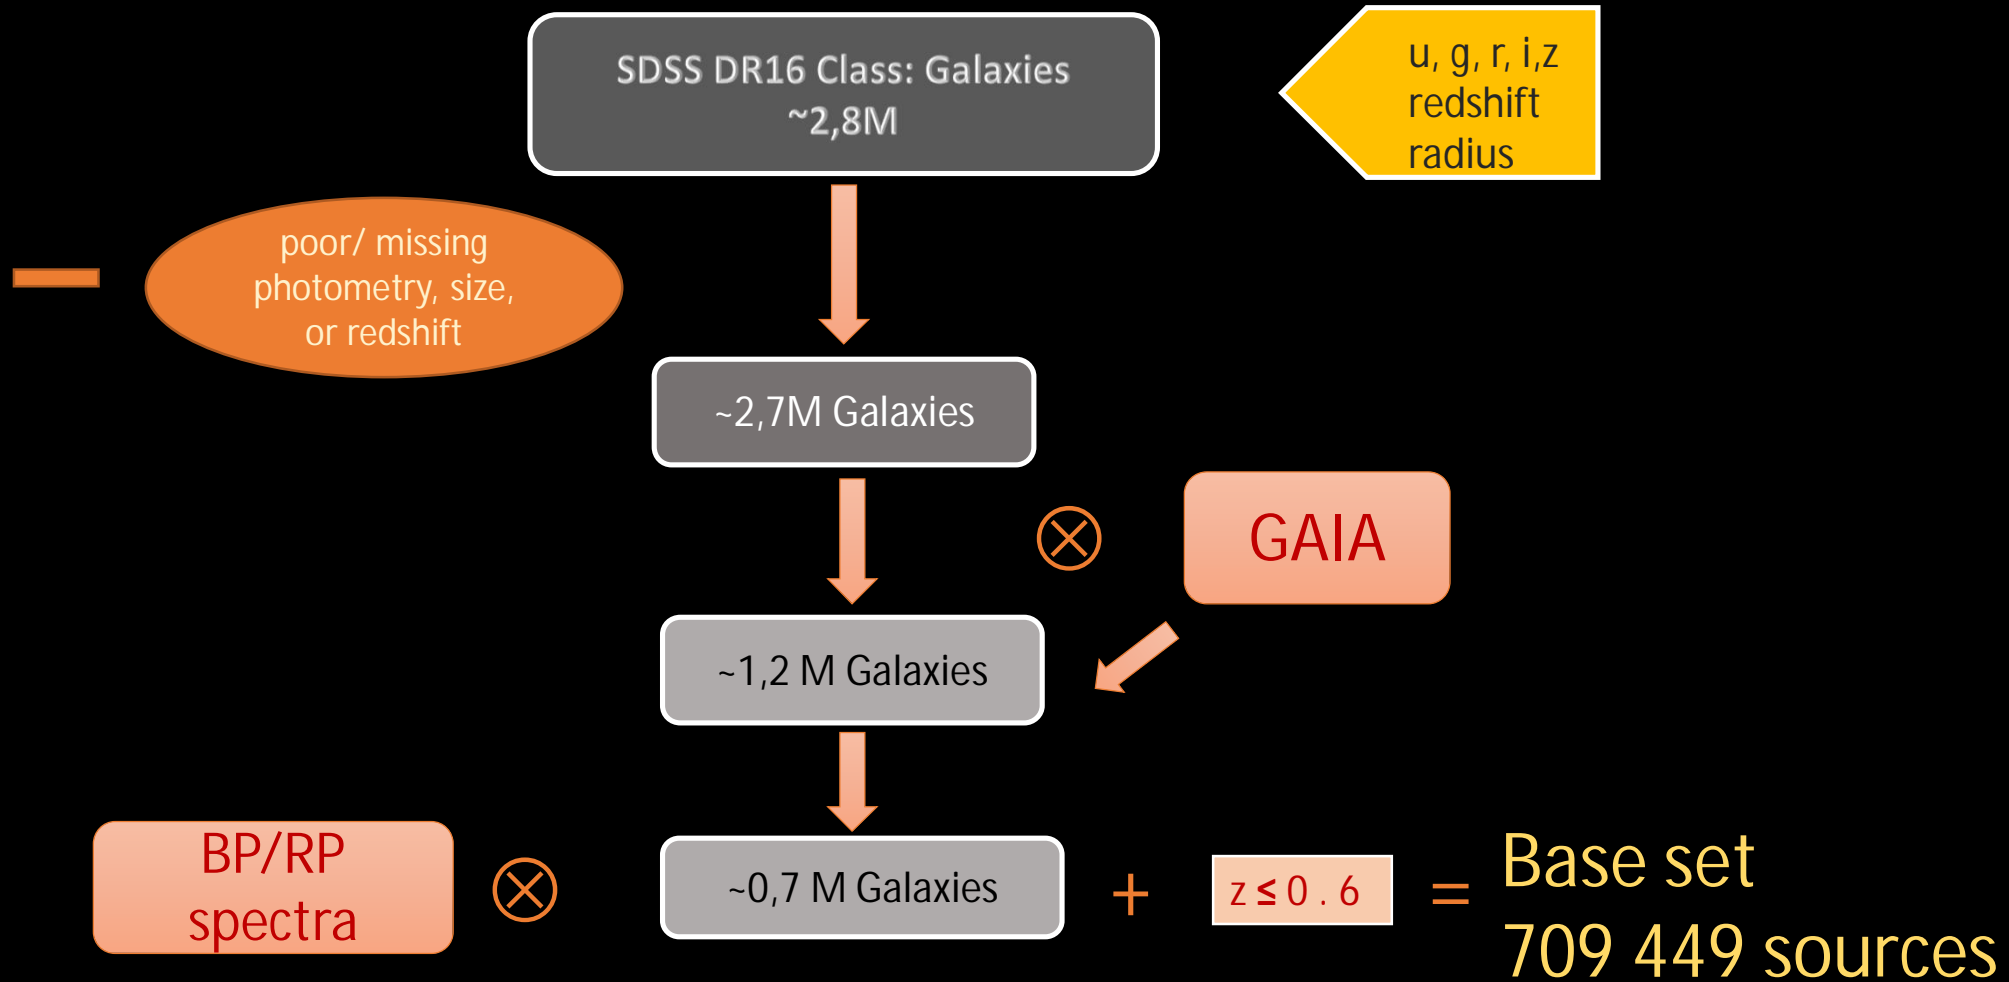 SDSS DR16 Class: Galaxies
~2,8M
u, g, r, i,z
redshift
radius
poor/ missing
photometry, size,
or redshift
~2,7M Galaxies
GAIA
~1,2 M Galaxies
BP/RP
spectra
~0,7 M Galaxies
+
z ≤ 0 . 6
=
Base set
709 449 sources